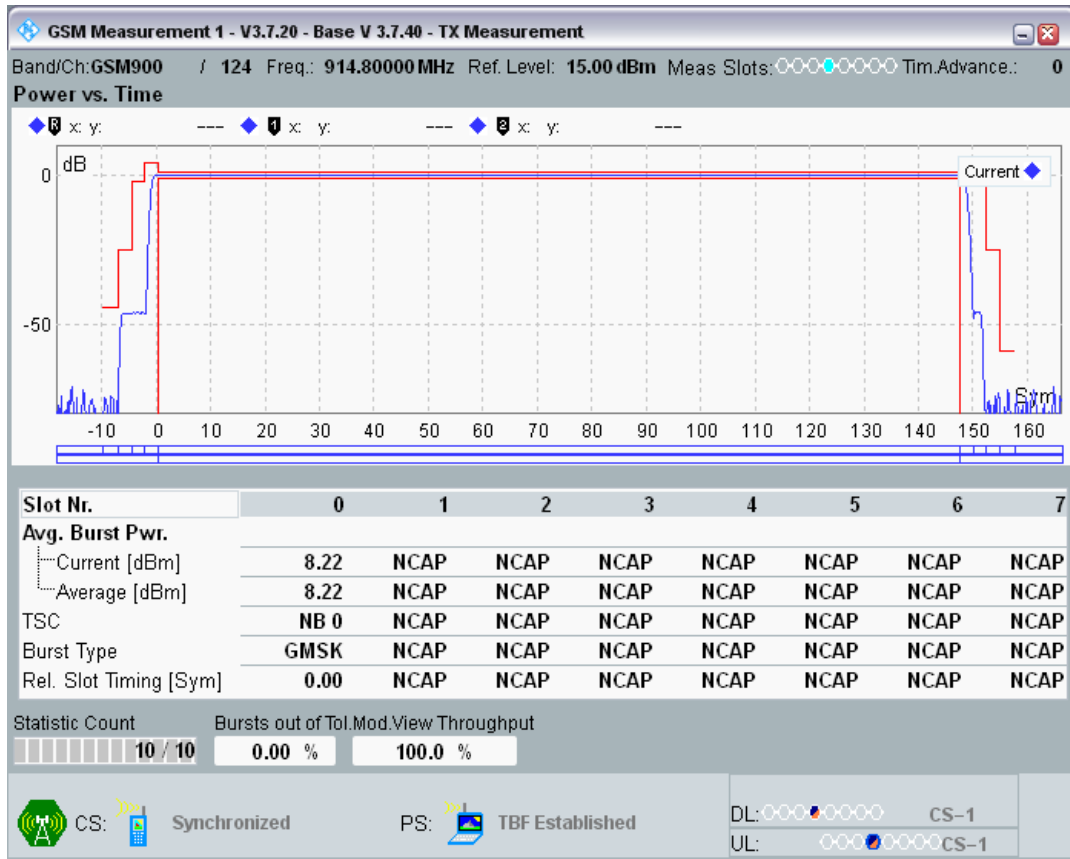 GSM Measurement 1 - V3.7.20 - Base V 3.7.40 - TX Measurement
Band/Ch:GSM900 / 124 Freq.: 914.80000 MHz Ref. Level: 15.00 dBm Meas Slots: Tim.Advance.: 0
Power vs. Time
R x: y: --- 1 x: y: --- 2 x: y: ---
dB
Current
0
-50
Sym
-10 0 10 20 30 40 50 60 70 80 90 100 110 120 130 140 150 160
Slot Nr. 0 1 2 3 4 5 6 7
Avg. Burst Pwr.
Current [dBm] 8.22 NCAP NCAP NCAP NCAP NCAP NCAP NCAP
Average [dBm] 8.22 NCAP NCAP NCAP NCAP NCAP NCAP NCAP
TSC NB 0 NCAP NCAP NCAP NCAP NCAP NCAP NCAP
Burst Type GMSK NCAP NCAP NCAP NCAP NCAP NCAP NCAP
Rel. Slot Timing [Sym] 0.00 NCAP NCAP NCAP NCAP NCAP NCAP NCAP
Statistic Count Bursts out of Tol.Mod.View Throughput
10 / 10 0.00 % 100.0 %
CS: Synchronized PS: TBF Established DL: CS-1
UL: CS-1